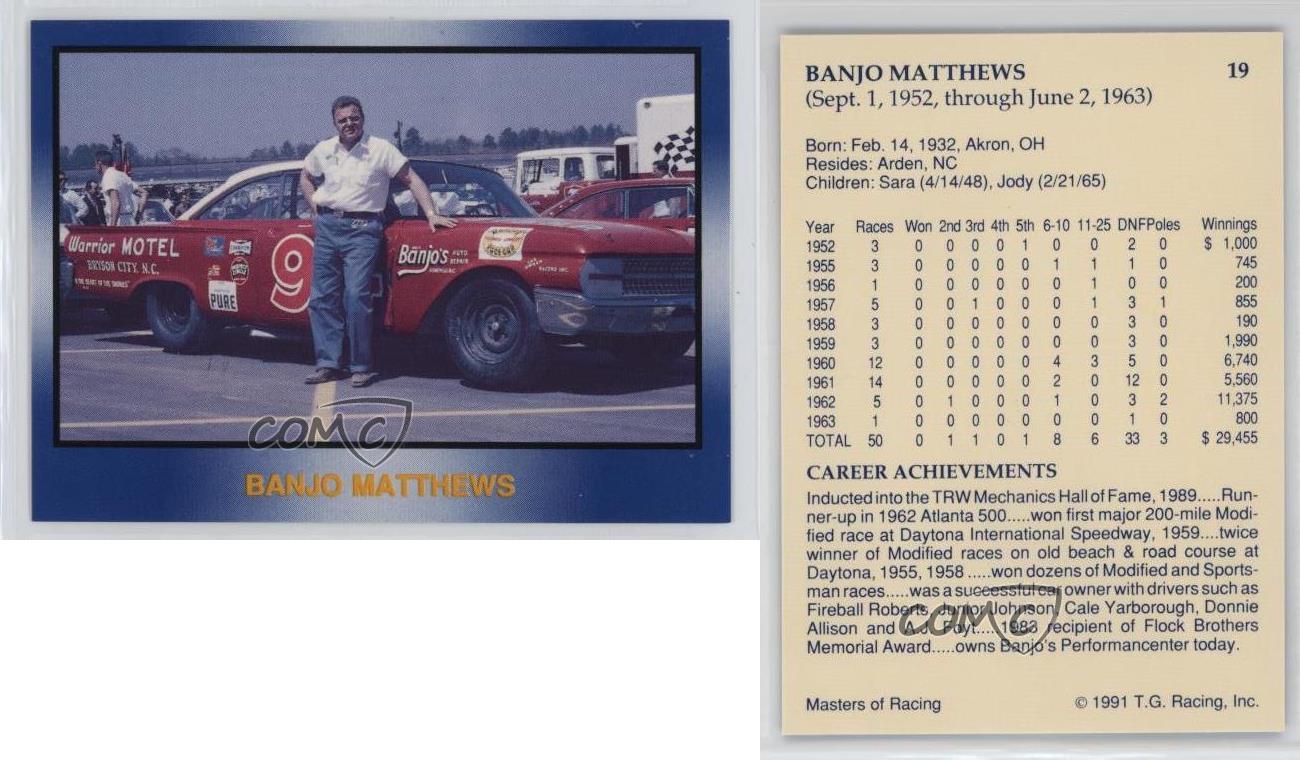 Warrior MOTEL
BRYSON CITY, N.C.
IN THE HEART OF THE "SMOKIES"
PURE
9
Banjo's AUTO
REPAIR
COMC
BANJO MATTHEWS
BANJO MATTHEWS 19
(Sept. 1, 1952, through June 2, 1963)
Born: Feb. 14, 1932, Akron, OH
Resides: Arden, NC
Children: Sara (4/14/48), Jody (2/21/65)
Year Races Won 2nd 3rd 4th 5th 6-10 11-25 DNF Poles Winnings
1952 3 0 0 0 0 1 0 0 2 0 $ 1,000
1955 3 0 0 0 0 0 1 1 1 0 745
1956 1 0 0 0 0 0 0 1 0 0 200
1957 5 0 0 1 0 0 0 1 3 1 855
1958 3 0 0 0 0 0 0 0 3 0 190
1959 3 0 0 0 0 0 0 0 3 0 1,990
1960 12 0 0 0 0 0 4 3 5 0 6,740
1961 14 0 0 0 0 0 2 0 12 0 5,560
1962 5 0 1 0 0 0 1 0 3 2 11,375
1963 1 0 0 0 0 0 0 0 1 0 800
TOTAL 50 0 1 1 0 1 8 6 33 3 $ 29,455
CAREER ACHIEVEMENTS
Inducted into the TRW Mechanics Hall of Fame, 1989.....Run-
ner-up in 1962 Atlanta 500.....won first major 200-mile Modi-
fied race at Daytona International Speedway, 1959....twice
winner of Modified races on old beach & road course at
Daytona, 1955, 1958 .....won dozens of Modified and Sports-
man races.....was a successful car owner with drivers such as
Fireball Roberts, Junior Johnson, Cale Yarborough, Donnie
Allison and A.J. Foyt....1983 recipient of Flock Brothers
Memorial Award.....owns Banjo's Performancenter today.
COMC
Masters of Racing © 1991 T.G. Racing, Inc.